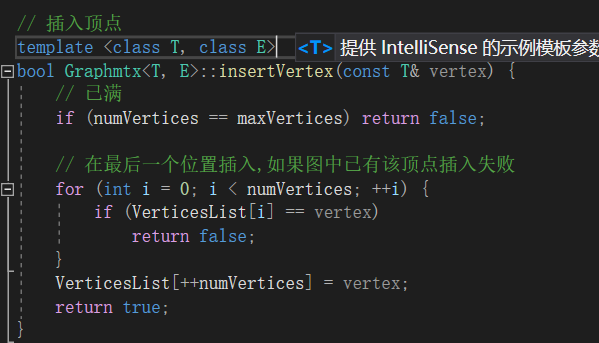 // 插入顶点
template <class T, class E> <T> 提供 IntelliSense 的示例模板参数
bool Graphmtx<T, E>::insertVertex(const T& vertex) {
// 已满
if (numVertices == maxVertices) return false;
// 在最后一个位置插入,如果图中已有该顶点插入失败
for (int i = 0; i < numVertices; ++i) {
if (VerticesList[i] == vertex)
return false;
}
VerticesList[++numVertices] = vertex;
return true;
}